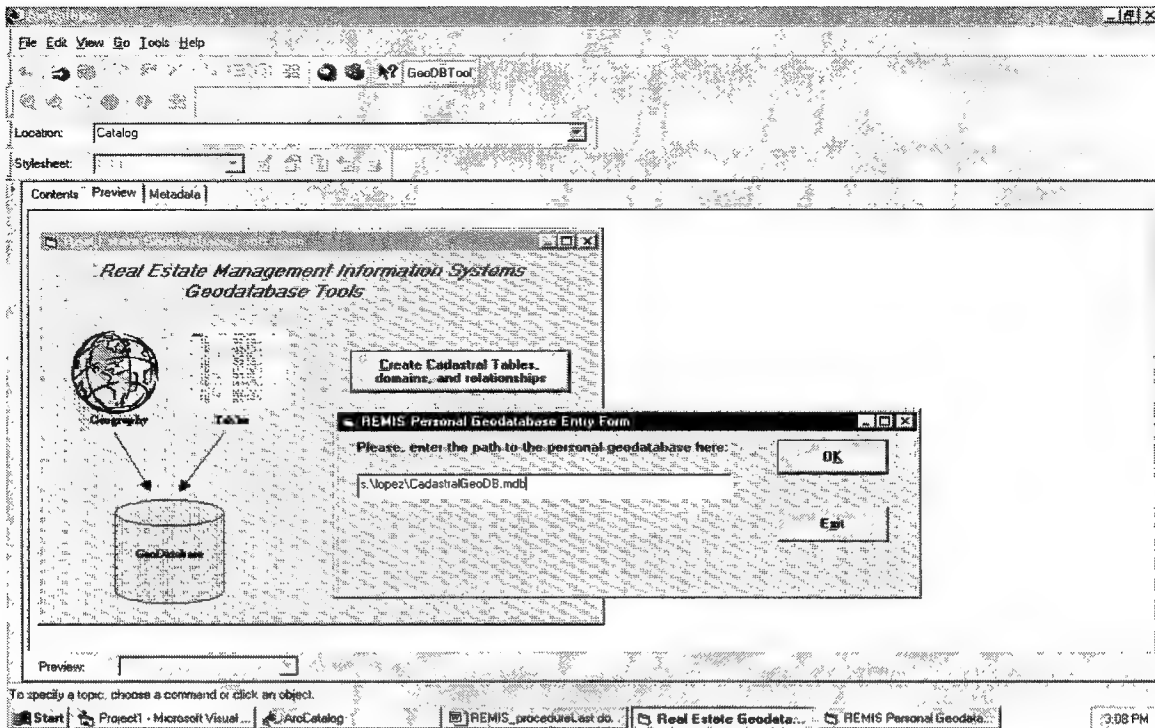 File Edit View Go Tools Help
GeoDBTool
Location: Catalog
Stylesheet:
Contents Preview Metadata
Real Estate Management Information Systems
Geodatabase Tools
Create Cadastral Tables,
domains, and relationships
Geography Tables
GeoDatabase
REMIS Personal Geodatabase Entry Form
Please, enter the path to the personal geodatabase here:
OK
s:\lopez\CadastralGeoDB.mdb
Exit
Preview:
To specify a topic, choose a command or click an object.
Start Project1 - Microsoft Visual ... ArcCatalog REMIS_procedureLast do... Real Estate Geodata... REMIS Personal Geodata... 3:08 PM